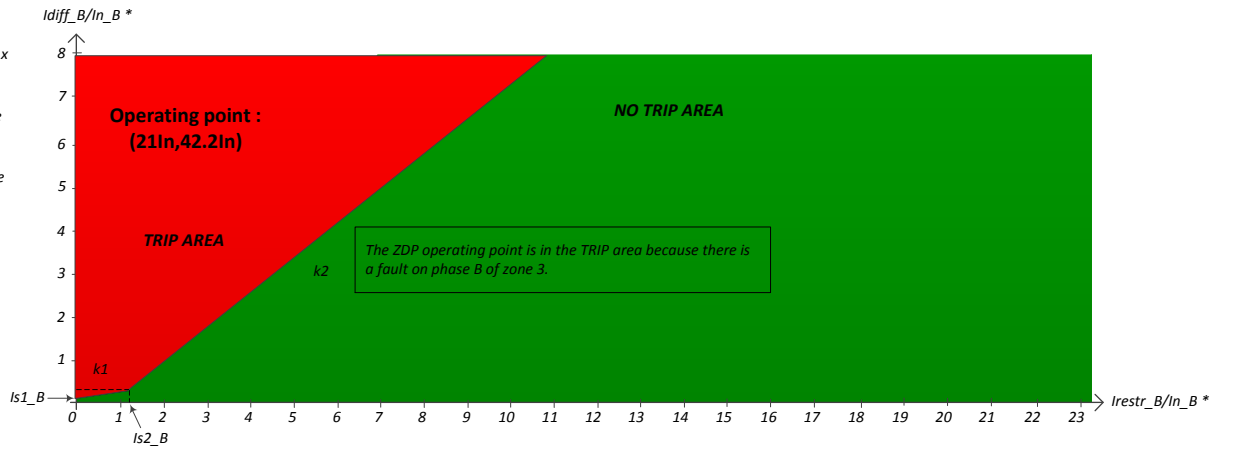 Idiff_B/In_B *
x
8
7
6
5
4
3
2
1
e
Operating point :
(21In,42.2In)
NO TRIP AREA
TRIP AREA
The ZDP operating point is in the TRIP area because there is
a fault on phase B of zone 3.
k2
k1
Is1_B
0 1 2 3 4 5 6 7 8 9 10 11 12 13 14 15 16 17 18 19 20 21 22 23
Irestr_B/In_B *
Is2_B